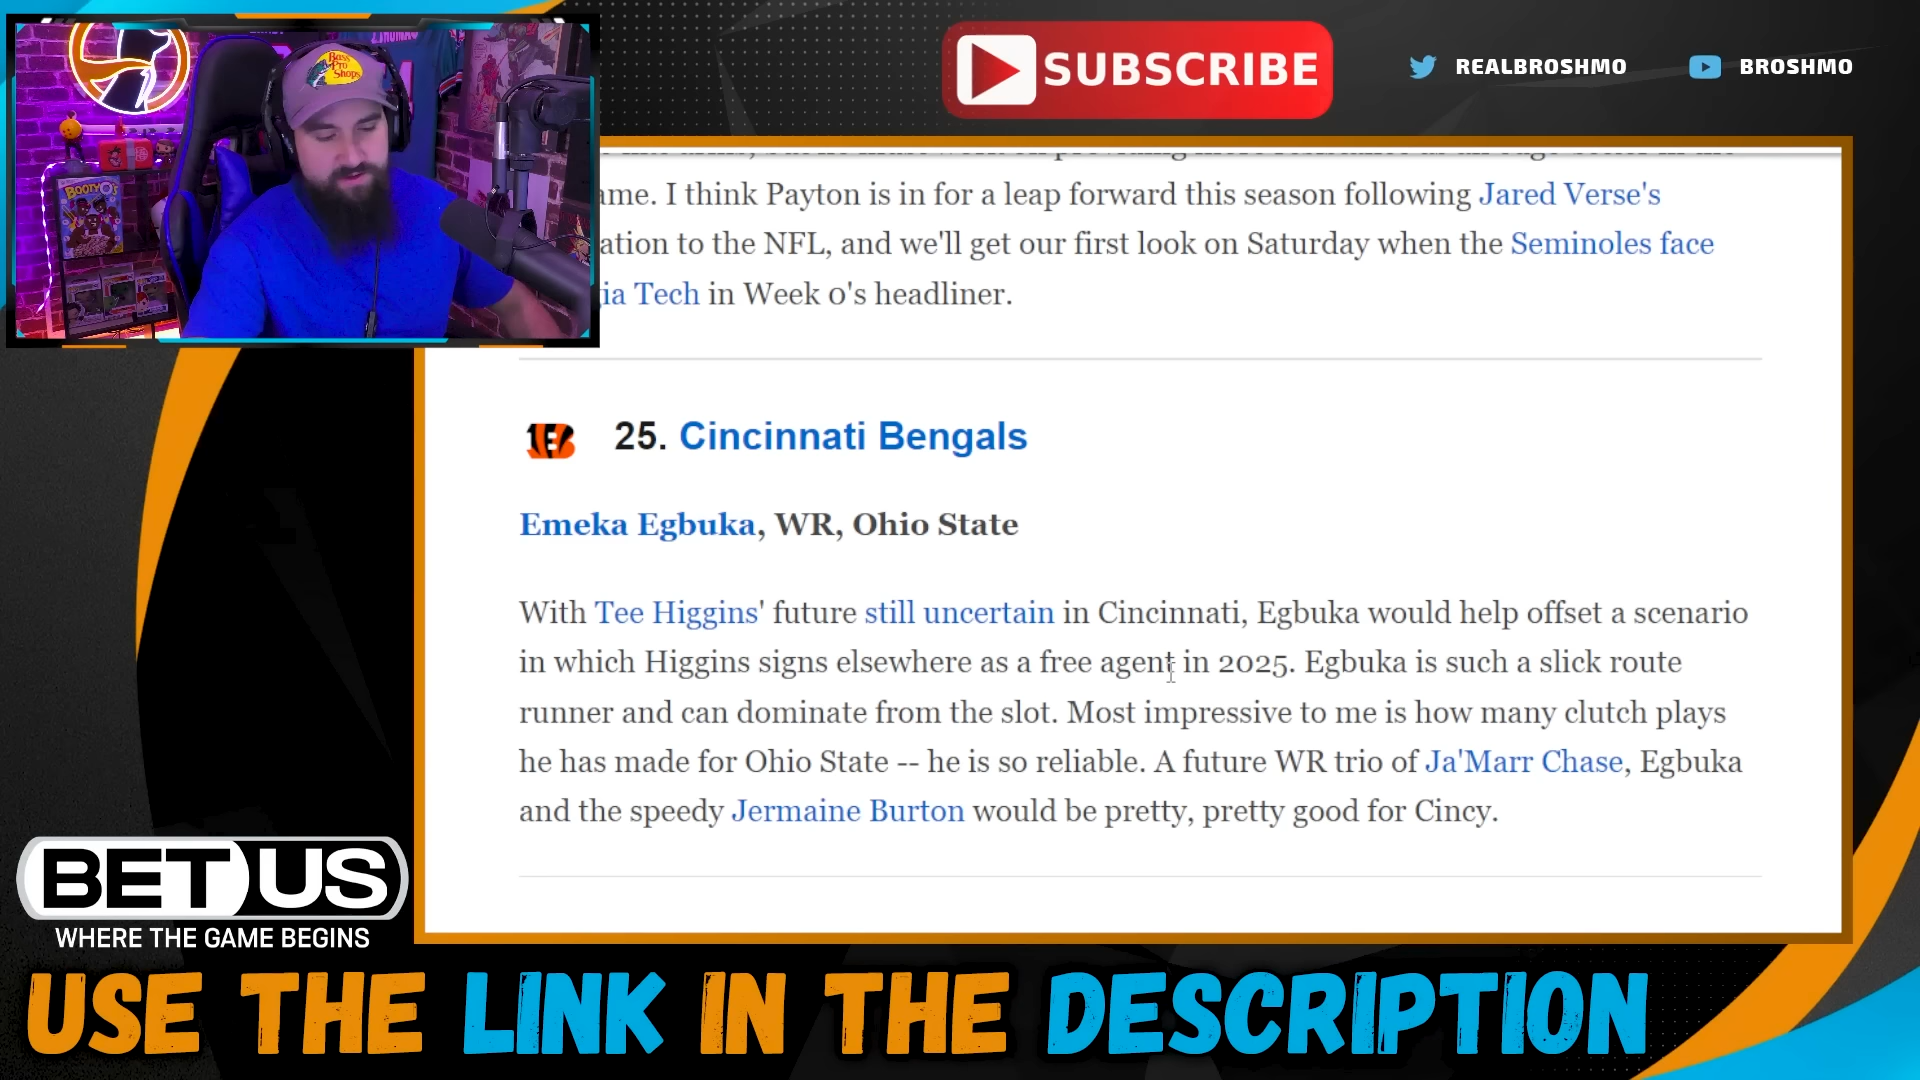 Bass
Pro
Shops
BOOTY O's
SUBSCRIBE
REALBROSHMO
BROSHMO
ame. I think Payton is in for a leap forward this season following Jared Verse's
ation to the NFL, and we'll get our first look on Saturday when the Seminoles face
ia Tech in Week 0's headliner.
25. Cincinnati Bengals
Emeka Egbuka, WR, Ohio State
With Tee Higgins' future still uncertain in Cincinnati, Egbuka would help offset a scenario
in which Higgins signs elsewhere as a free agent in 2025. Egbuka is such a slick route
runner and can dominate from the slot. Most impressive to me is how many clutch plays
he has made for Ohio State -- he is so reliable. A future WR trio of Ja'Marr Chase, Egbuka
and the speedy Jermaine Burton would be pretty, pretty good for Cincy.
BET US
WHERE THE GAME BEGINS
USE THE LINK IN THE DESCRIPTION